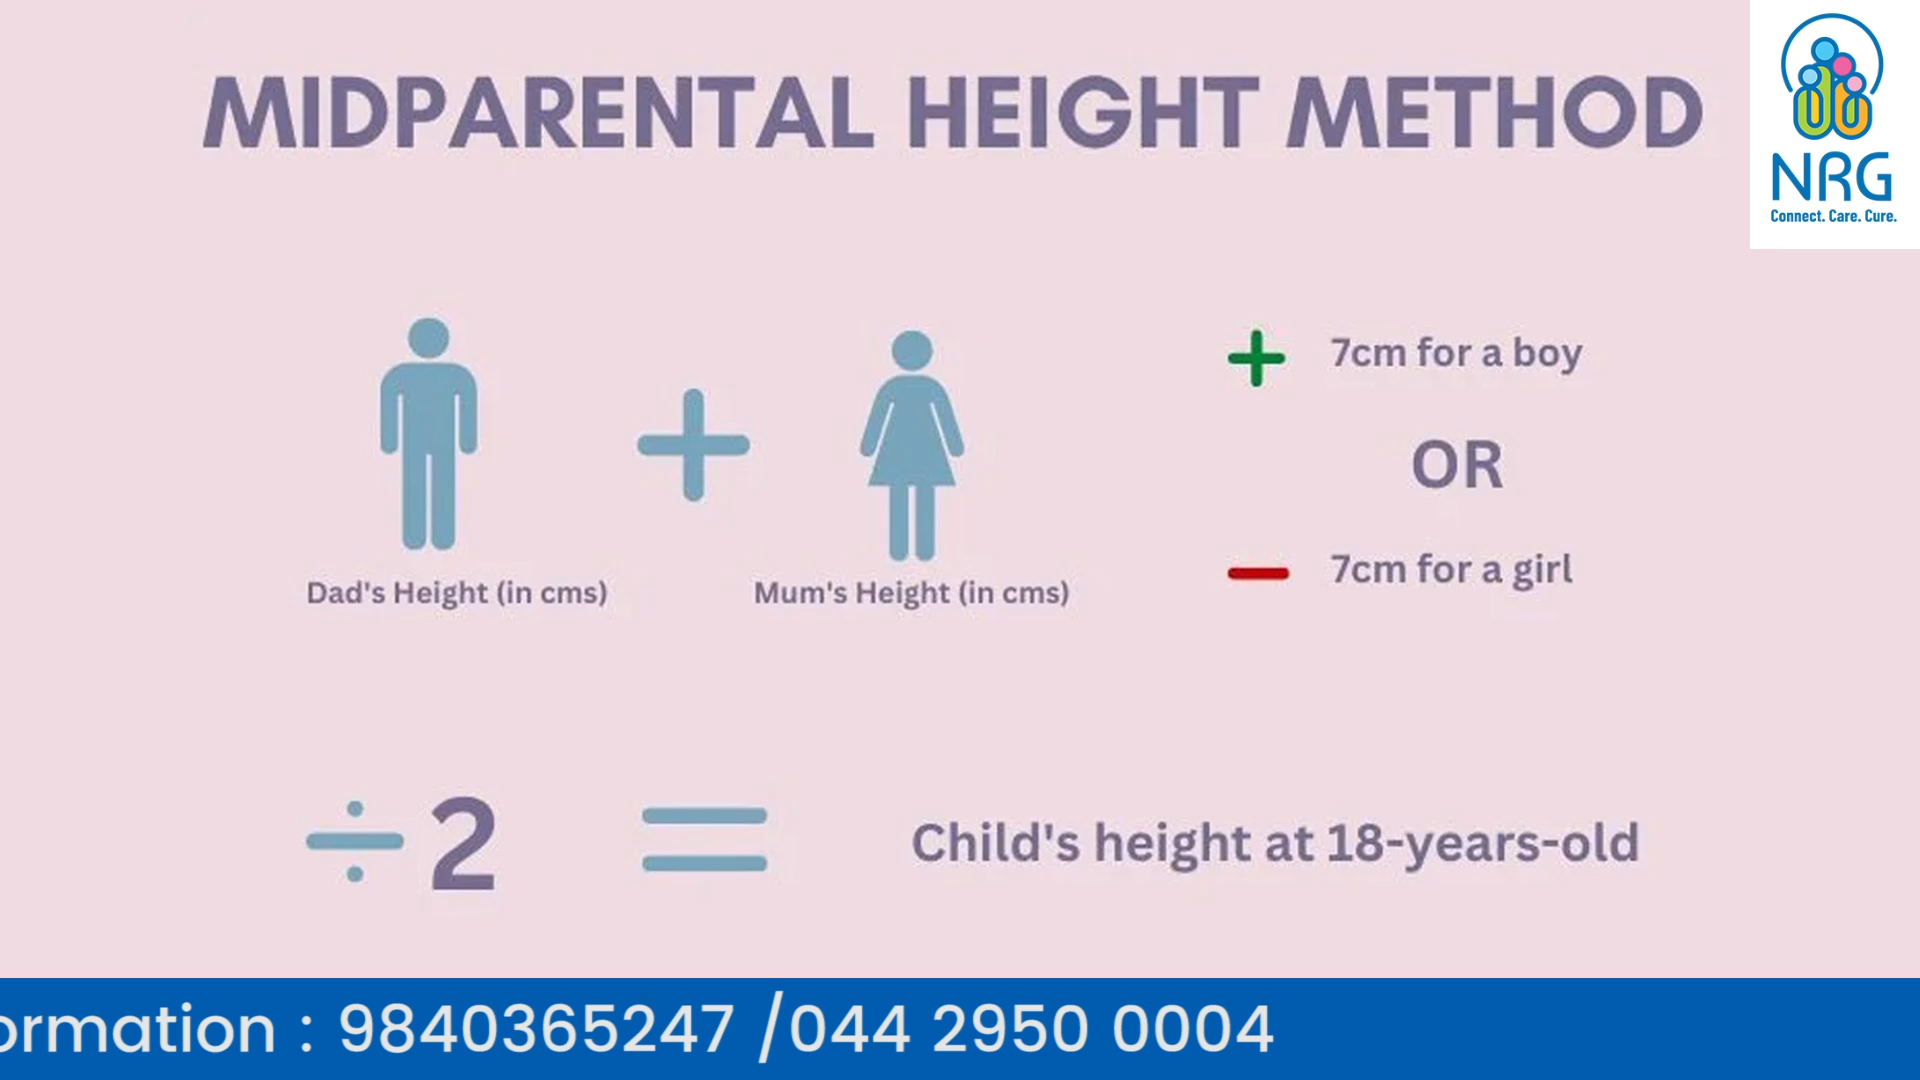 MIDPARENTAL HEIGHT METHOD
NRG
Connect. Care. Cure.
7cm for a boy
OR
7cm for a girl
Dad's Height (in cms)
Mum's Height (in cms)
÷ 2 = Child's height at 18-years-old
ormation : 9840365247 /044 2950 0004